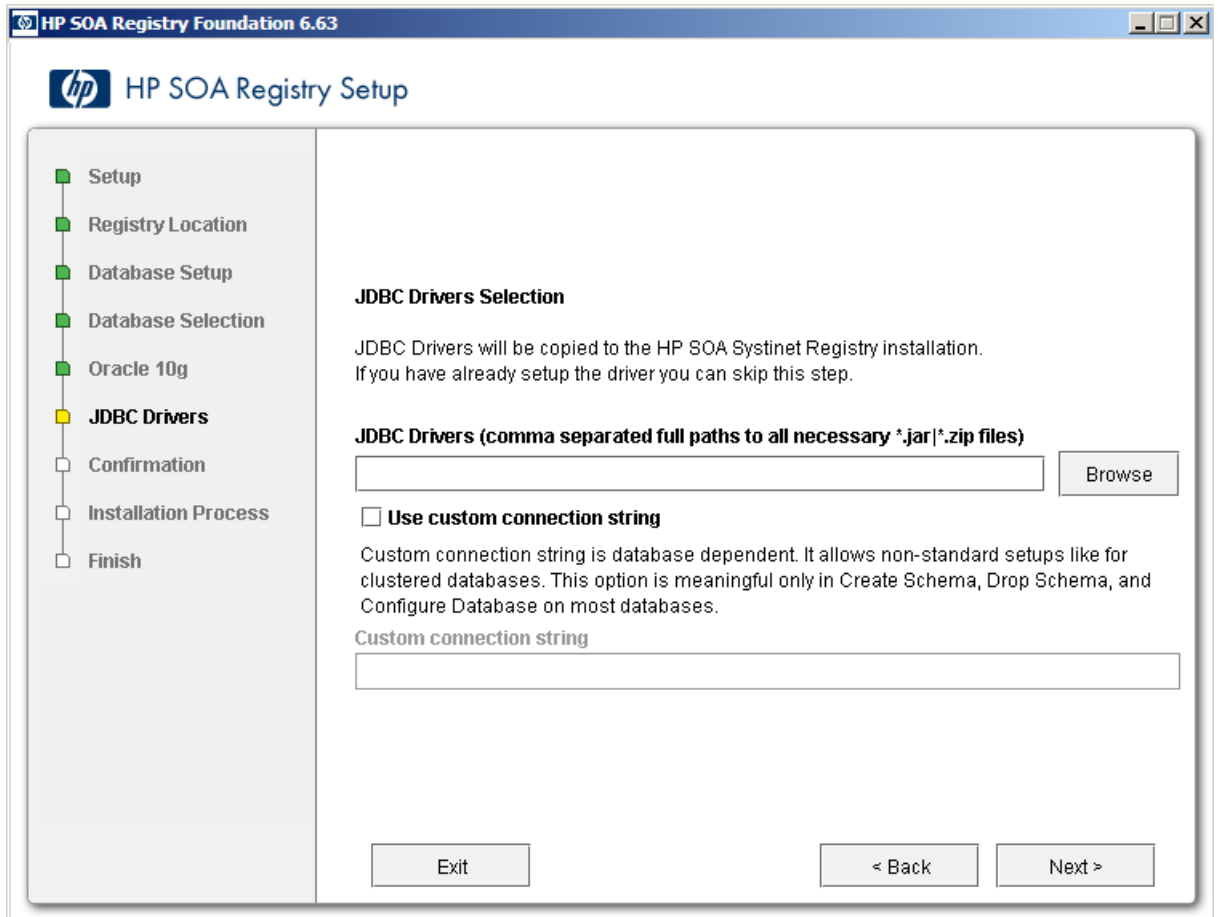 HP SOA Registry Foundation 6.63
hp HP SOA Registry Setup
Setup
Registry Location
Database Setup
Database Selection
Oracle 10g
JDBC Drivers
Confirmation
Installation Process
Finish
JDBC Drivers Selection
JDBC Drivers will be copied to the HP SOA Systinet Registry installation.
If you have already setup the driver you can skip this step.
JDBC Drivers (comma separated full paths to all necessary *.jar|*.zip files)
Browse
Use custom connection string
Custom connection string is database dependent. It allows non-standard setups like for
clustered databases. This option is meaningful only in Create Schema, Drop Schema, and
Configure Database on most databases.
Custom connection string
Exit
< Back
Next >